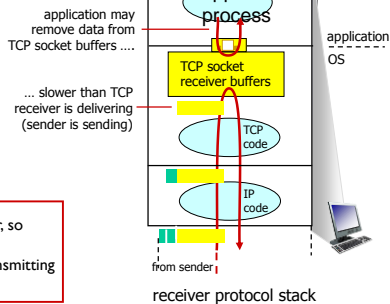 process
application may
remove data from
TCP socket buffers ....
application
OS
TCP socket
receiver buffers
... slower than TCP
receiver is delivering
(sender is sending)
TCP
code
IP
code
, so
smitting
from sender
receiver protocol stack